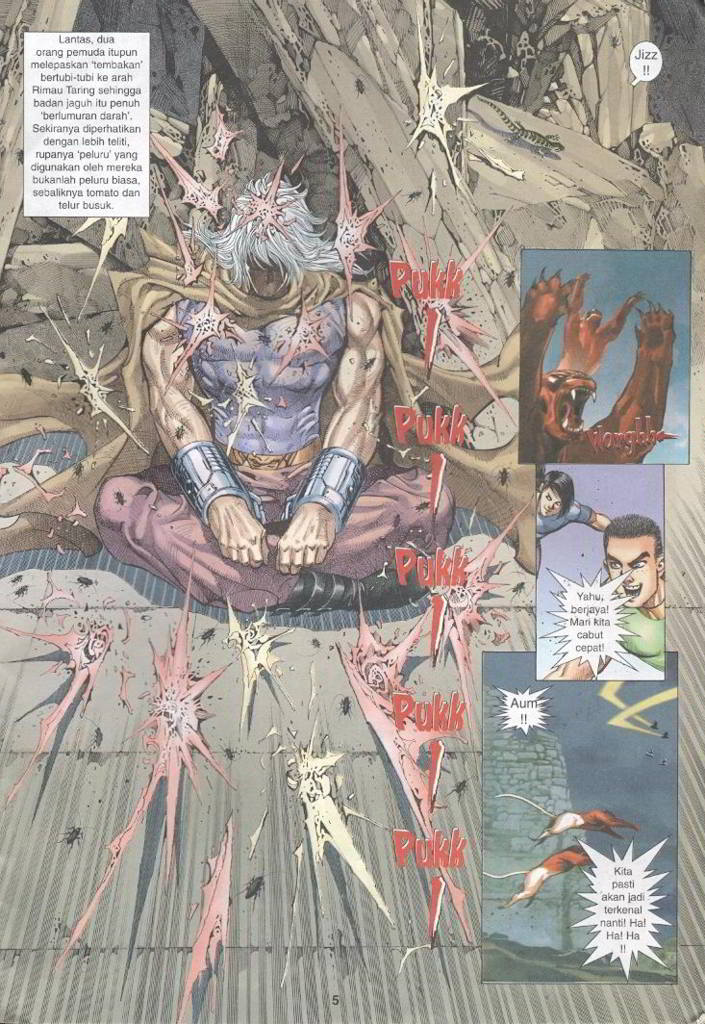 Lantas, dua
orang pemuda itupun
melepaskan 'tembakan'
bertubi-tubi ke arah
Rimau Taring sehingga
badan jaguh itu penuh
'berlumuran darah'.
Sekiranya diperhatikan
dengan lebih teliti,
rupanya 'peluru' yang
digunakan oleh mereka
bukanlah peluru biasa,
sebaliknya tomato dan
telur busuk.
Jizz
!!
Pukk
!
Pukk
!
Pukk
!
Pukk
!
Pukk
!
Yahu,
berjaya!
Mari kita
cabut
cepat!
Aum
!!
Kita
pasti
akan jadi
terkenal
nanti! Ha!
Ha! Ha
!!
5